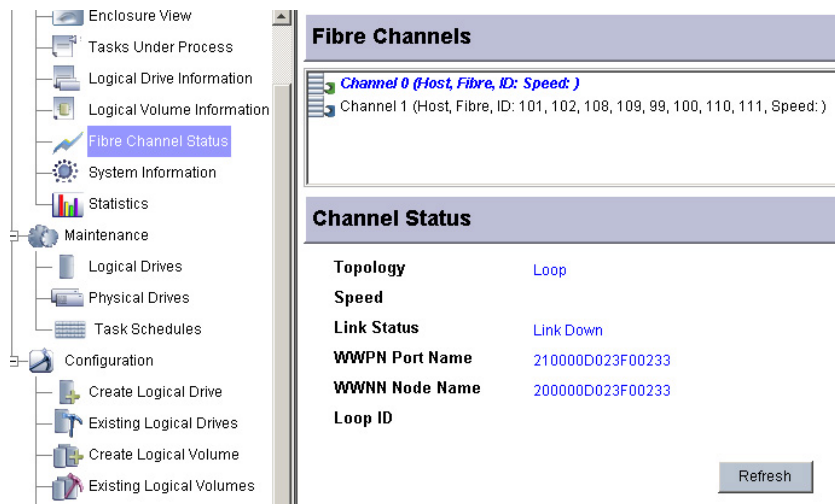 Enclosure View
Tasks Under Process
Logical Drive Information
Logical Volume Information
Fibre Channel Status
System Information
Statistics
Maintenance
Logical Drives
Physical Drives
Task Schedules
Configuration
Create Logical Drive
Existing Logical Drives
Create Logical Volume
Existing Logical Volumes
Fibre Channels
Channel 0 (Host, Fibre, ID: Speed: )
Channel 1 (Host, Fibre, ID: 101, 102, 108, 109, 99, 100, 110, 111, Speed: )
Channel Status
Topology Loop
Speed
Link Status Link Down
WWPN Port Name 210000D023F00233
WWNN Node Name 200000D023F00233
Loop ID
Refresh